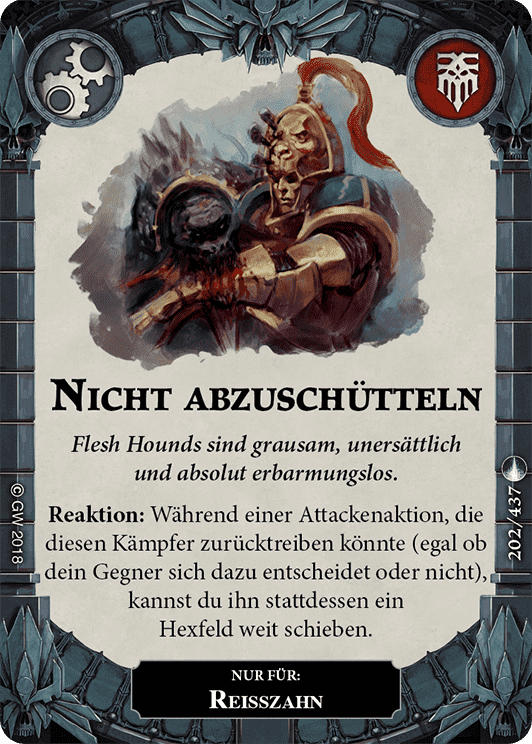 NICHT ABZUSCHÜTTELN
Flesh Hounds sind grausam, unersättlich
und absolut erbarmungslos.
Reaktion: Während einer Attackenaktion, die
diesen Kämpfer zurücktreiben könnte (egal ob
dein Gegner sich dazu entscheidet oder nicht),
kannst du ihn stattdessen ein
Hexfeld weit schieben.
© GW 2018
202/437
NUR FÜR:
REISSZAHN